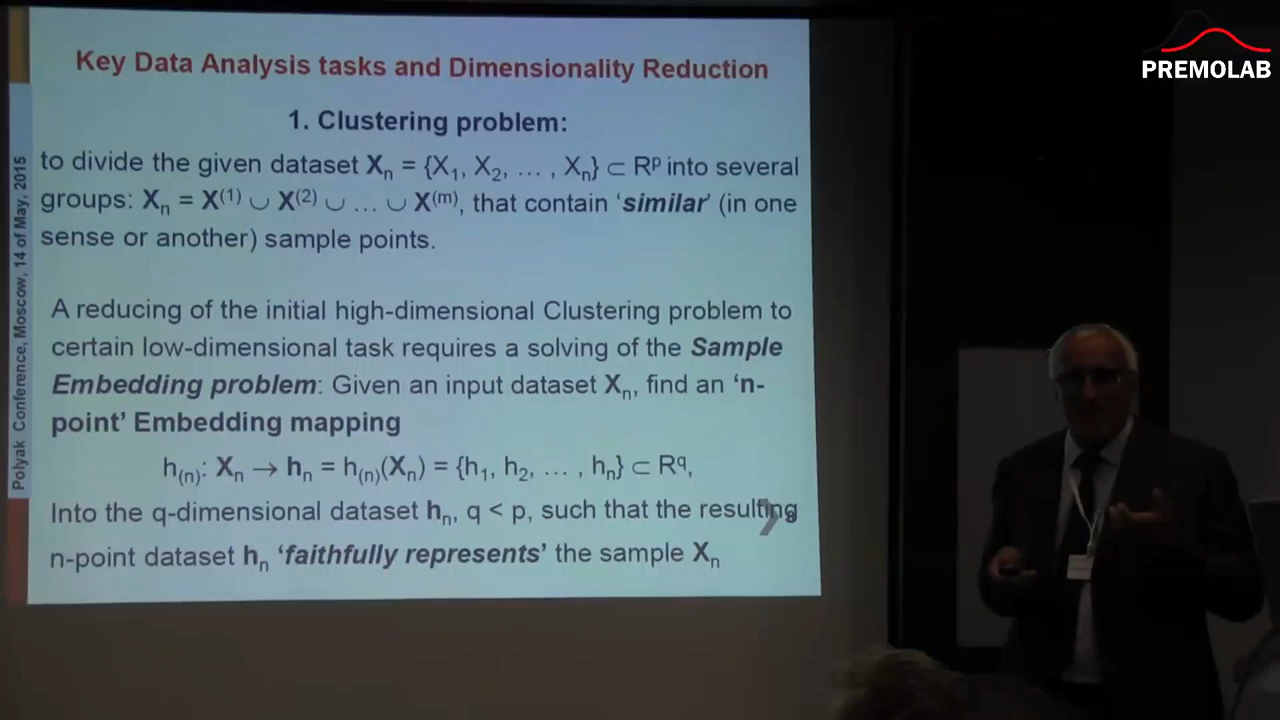 PREMOLAB
Polyak Conference, Moscow, 14 of May, 2015
Key Data Analysis tasks and Dimensionality Reduction
1. Clustering problem:
to divide the given dataset Xₙ = {X₁, X₂, … , Xₙ} ⊂ Rᵖ into several
groups: Xₙ = X⁽¹⁾ ∪ X⁽²⁾ ∪ … ∪ X⁽ᵐ⁾, that contain ‘similar’ (in one
sense or another) sample points.
A reducing of the initial high-dimensional Clustering problem to
certain low-dimensional task requires a solving of the Sample
Embedding problem: Given an input dataset Xₙ, find an ‘n-
point’ Embedding mapping
h₍ₙ₎: Xₙ → hₙ = h₍ₙ₎(Xₙ) = {h₁, h₂, … , hₙ} ⊂ R^q,
Into the q-dimensional dataset hₙ, q < p, such that the resulting
n-point dataset hₙ ‘faithfully represents’ the sample Xₙ